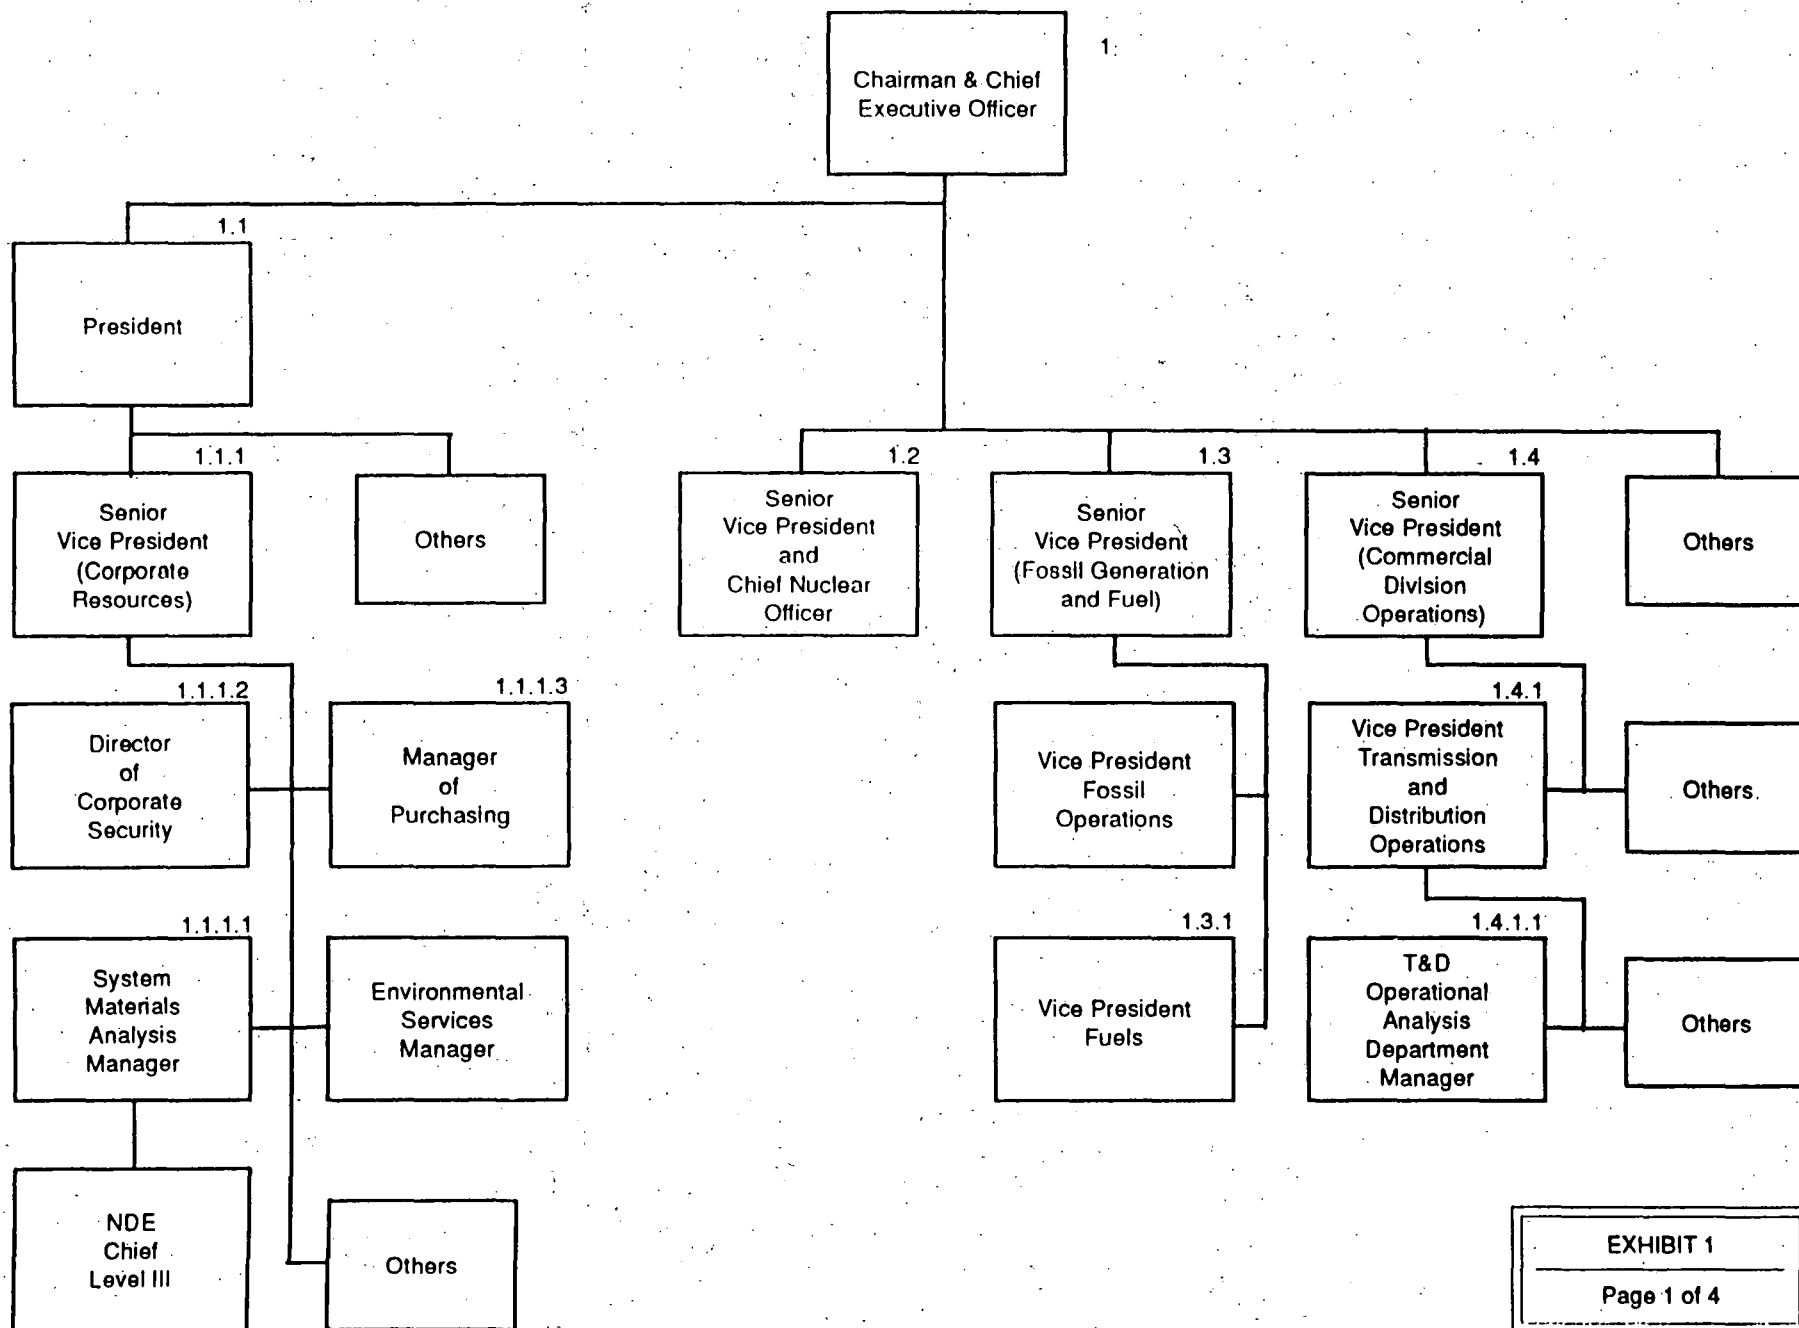 1.
Chairman & Chief
Executive Officer
1.1
President
1.1.1
Senior
Vice President
(Corporate
Resources)
Others
1.2
Senior
Vice President
and
Chief Nuclear
Officer
1.3
Senior
Vice President
(Fossil Generation
and Fuel)
1.4
Senior
Vice President
(Commercial
Division
Operations)
Others
1.1.1.2
Director
of
Corporate
Security
1.1.1.3
Manager
of
Purchasing
Vice President
Fossil
Operations
1.4.1
Vice President
Transmission
and
Distribution
Operations
Others
1.1.1.1
System
Materials
Analysis
Manager
Environmental
Services
Manager
1.3.1
Vice President
Fuels
1.4.1.1
T&D
Operational
Analysis
Department
Manager
Others
NDE
Chief
Level III
Others
EXHIBIT 1
Page 1 of 4